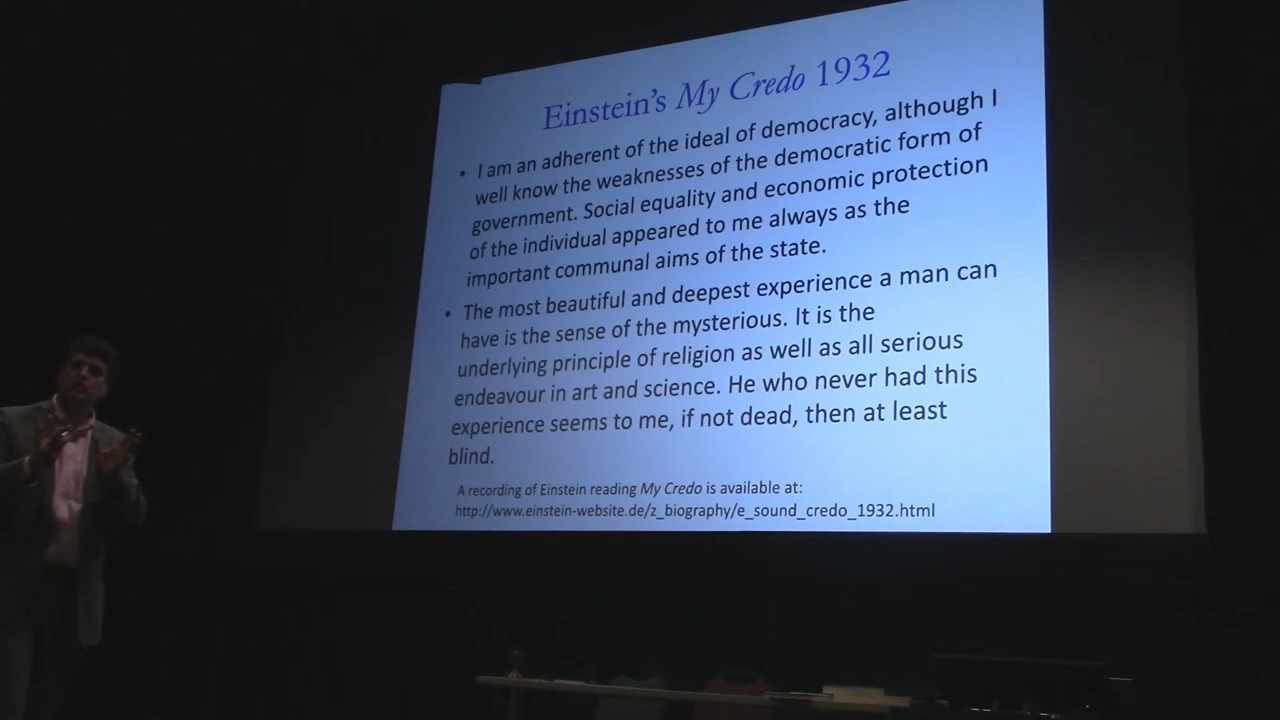 Einstein's My Credo 1932
• I am an adherent of the ideal of democracy, although I
well know the weaknesses of the democratic form of
government. Social equality and economic protection
of the individual appeared to me always as the
important communal aims of the state.
• The most beautiful and deepest experience a man can
have is the sense of the mysterious. It is the
underlying principle of religion as well as all serious
endeavour in art and science. He who never had this
experience seems to me, if not dead, then at least
blind.
A recording of Einstein reading My Credo is available at:
http://www.einstein-website.de/z_biography/e_sound_credo_1932.html